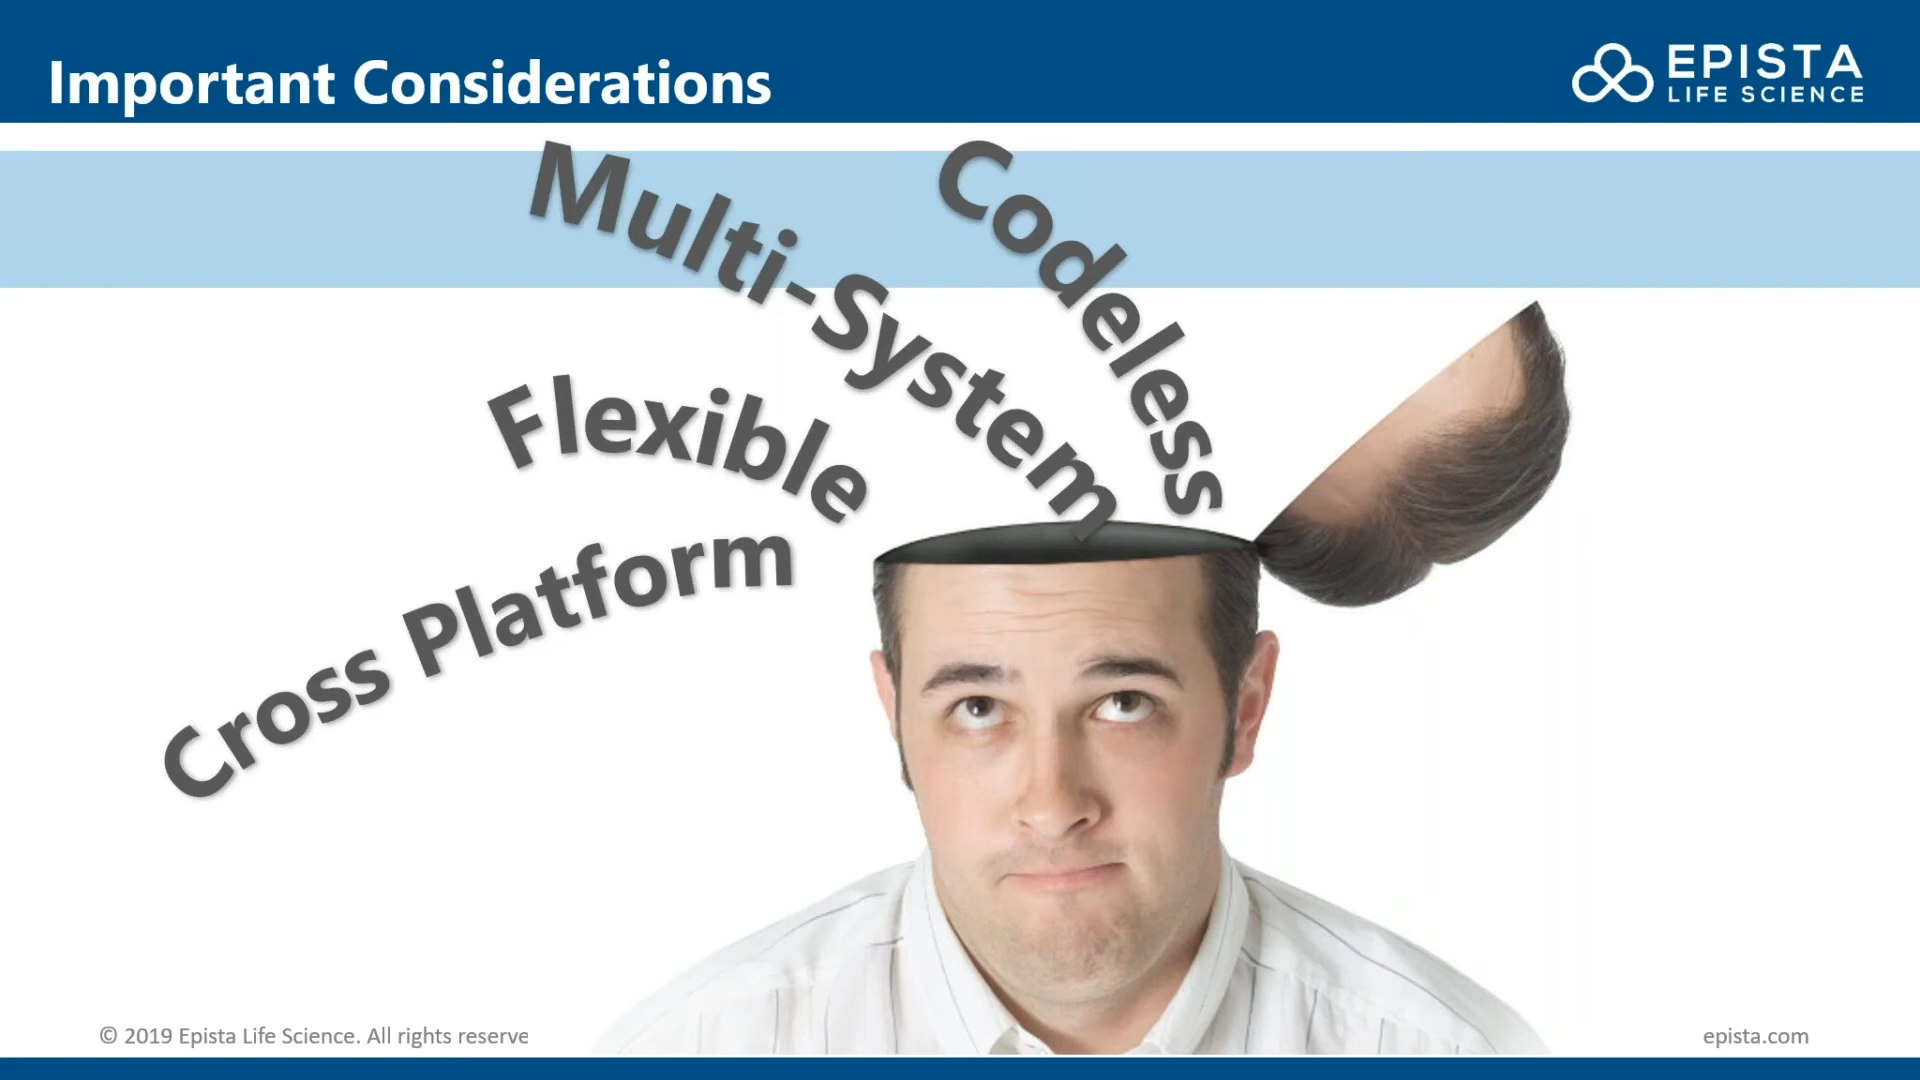 Important Considerations
EPISTA
LIFE SCIENCE
Codeless
Multi-System
Flexible
Cross Platform
© 2019 Epista Life Science. All rights reserve
epista.com